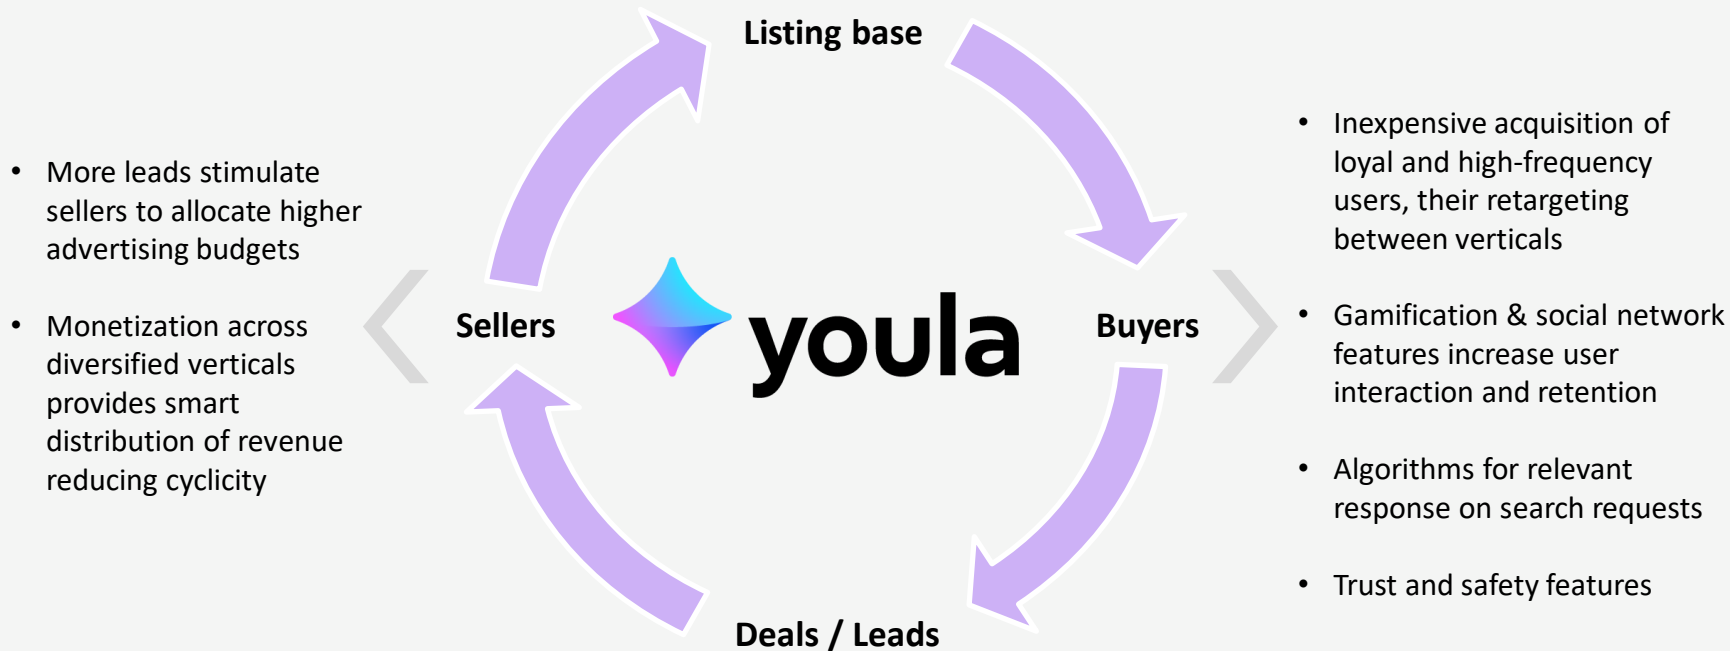 Listing base
• More leads stimulate
sellers to allocate higher
advertising budgets
• Monetization across
diversified verticals
provides smart
distribution of revenue
reducing cyclicity
Sellers
youla
Buyers
• Inexpensive acquisition of
loyal and high-frequency
users, their retargeting
between verticals
• Gamification & social network
features increase user
interaction and retention
• Algorithms for relevant
response on search requests
• Trust and safety features
Deals / Leads